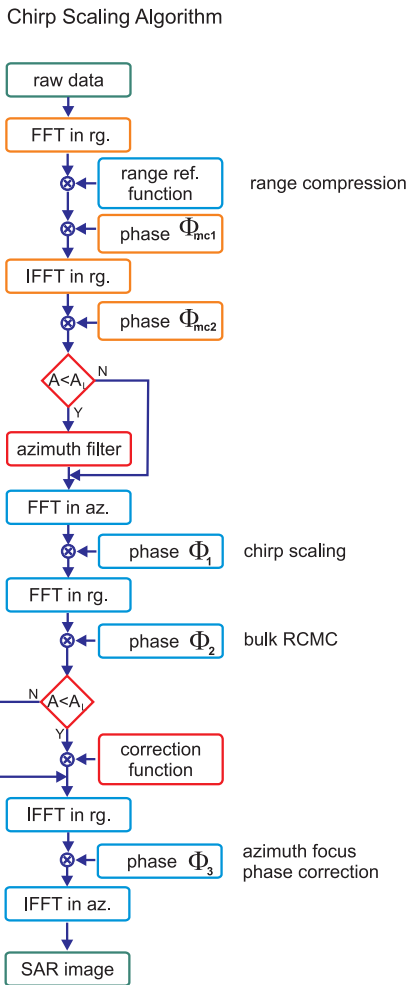 Chirp Scaling Algorithm
raw data
FFT in rg.
range ref.
function
range compression
phase Φmc1
IFFT in rg.
phase Φmc2
A<AL
N
Y
azimuth filter
FFT in az.
phase Φ1
chirp scaling
FFT in rg.
phase Φ2
bulk RCMC
N
A<AL
Y
correction
function
IFFT in rg.
phase Φ3
azimuth focus
phase correction
IFFT in az.
SAR image